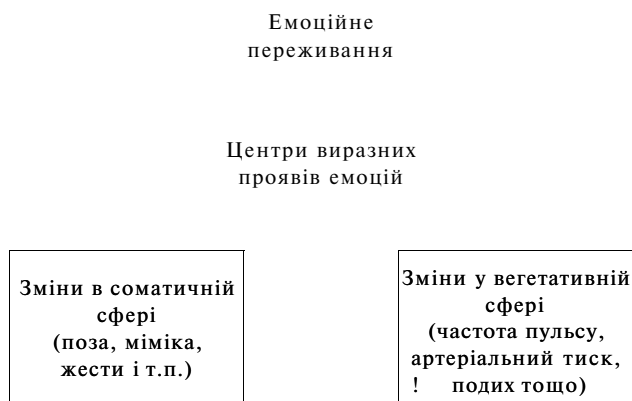 Емоційне
переживання
Центри виразних
проявів емоцій
Зміни в соматичній
сфері
(поза, міміка,
жести і т.п.)
Зміни у вегетативній
сфері
(частота пульсу,
артеріальний тиск,
! подих тощо)